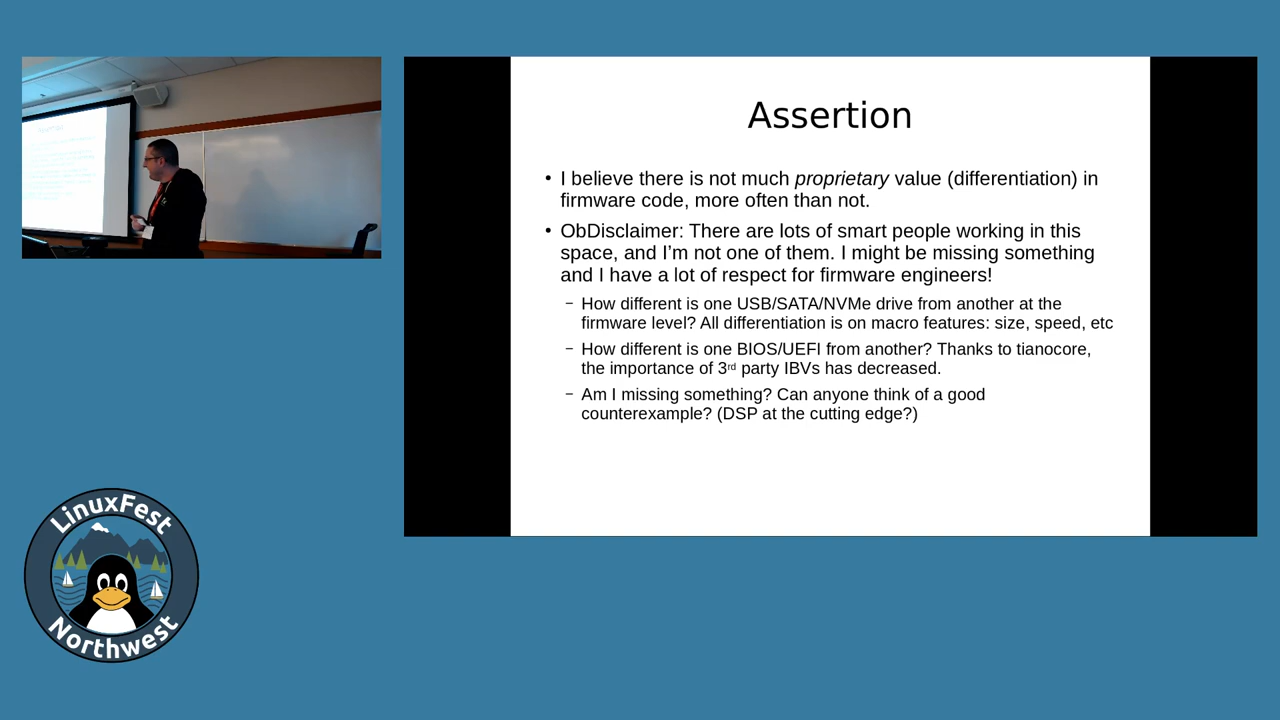 Assertion
• I believe there is not much proprietary value (differentiation) in
firmware code, more often than not.
• ObDisclaimer: There are lots of smart people working in this
space, and I’m not one of them. I might be missing something
and I have a lot of respect for firmware engineers!
– How different is one USB/SATA/NVMe drive from another at the
firmware level? All differentiation is on macro features: size, speed, etc
– How different is one BIOS/UEFI from another? Thanks to tianocore,
the importance of 3rd party IBVs has decreased.
– Am I missing something? Can anyone think of a good
counterexample? (DSP at the cutting edge?)
LinuxFest
Northwest